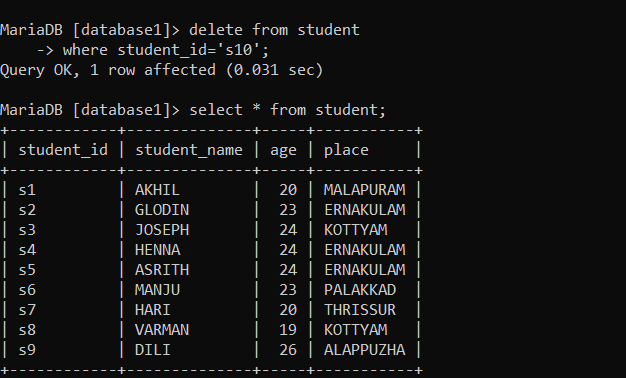 MariaDB [database1]> delete from student
    -> where student_id='s10';
Query OK, 1 row affected (0.031 sec)
MariaDB [database1]> select * from student;
+------------+--------------+-----+-----------+
| student_id | student_name | age | place     |
+------------+--------------+-----+-----------+
| s1         | AKHIL        |  20 | MALAPURAM |
| s2         | GLODIN       |  23 | ERNAKULAM |
| s3         | JOSEPH       |  24 | KOTTYAM   |
| s4         | HENNA        |  24 | ERNAKULAM |
| s5         | ASRITH       |  24 | ERNAKULAM |
| s6         | MANJU        |  23 | PALAKKAD  |
| s7         | HARI         |  20 | THRISSUR  |
| s8         | VARMAN       |  19 | KOTTYAM   |
| s9         | DILI         |  26 | ALAPPUZHA |
+------------+--------------+-----+-----------+